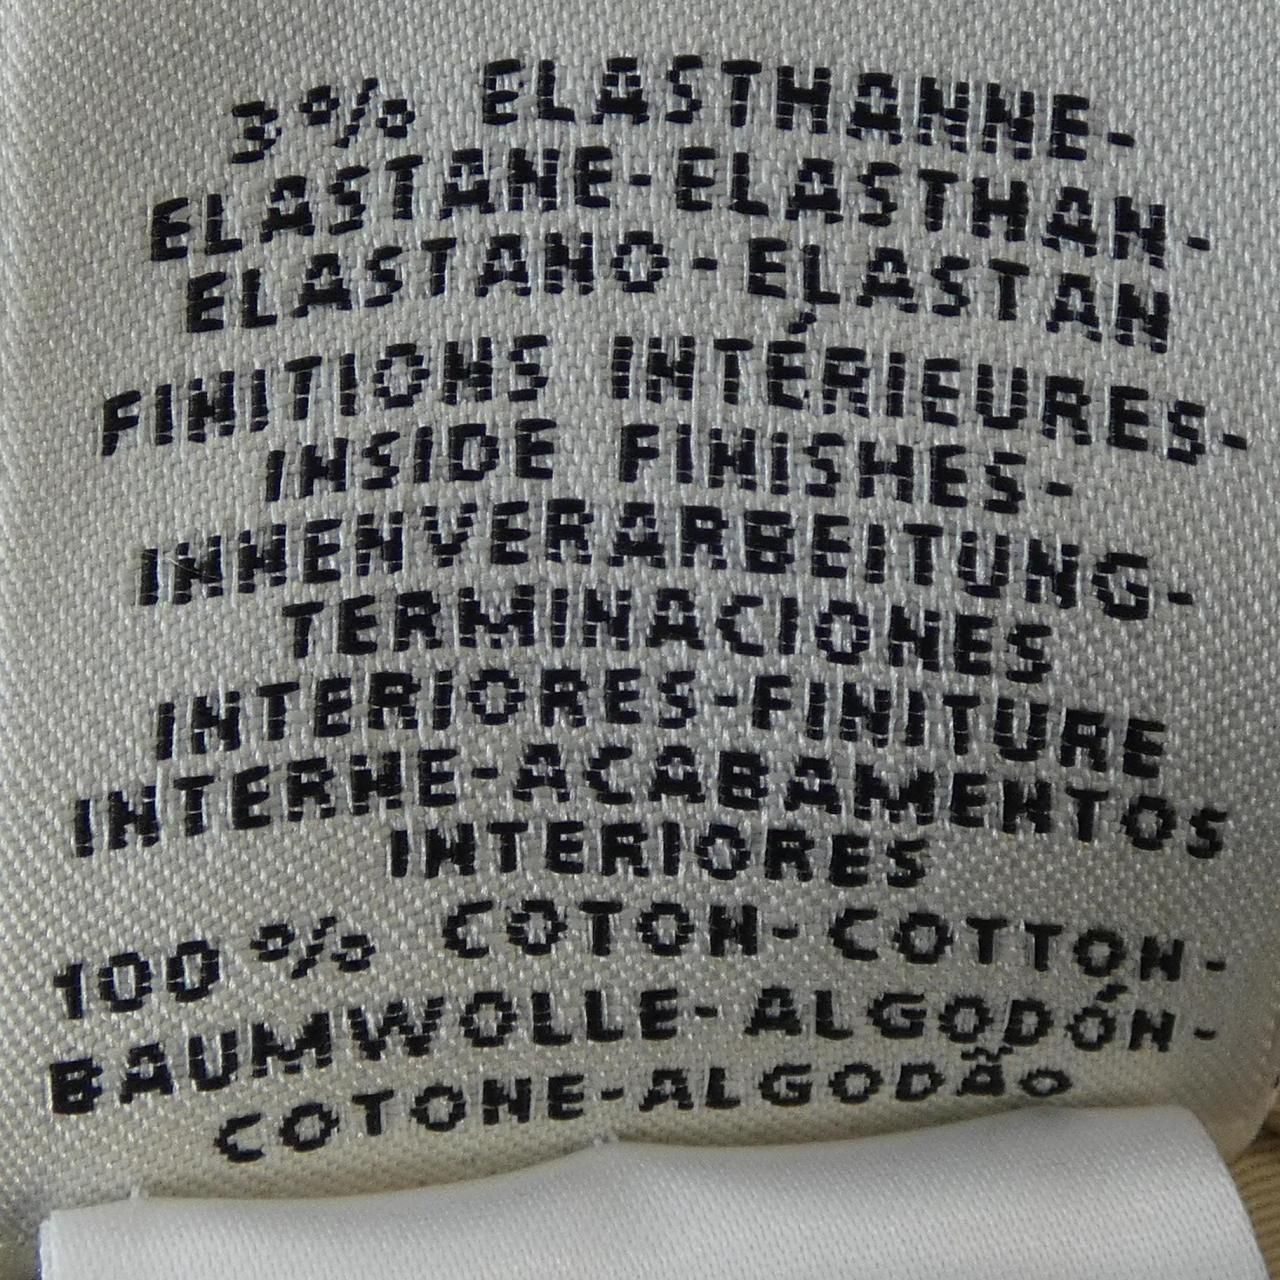 3% ELASTHANNE-
ELASTANE-ELASTHAN-
ELASTANO-ELASTAN
FINITIONS INTÉRIEURES-
INSIDE FINISHES-
INNENVERARBEITUNG-
TERMINACIONES
INTERIORES-FINITURE
INTERNE-ACABAMENTOS
INTERIORES
100% COTON-COTTON-
BAUMWOLLE-ALGODÓN-
COTONE-ALGODÃO